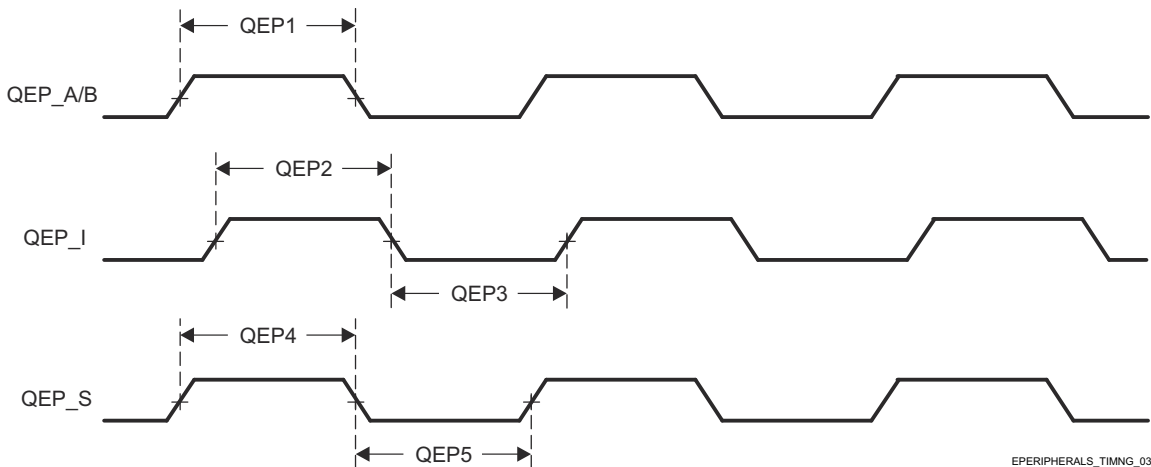 QEP1
QEP_A/B
QEP2
QEP_I
QEP3
QEP4
QEP_S
QEP5
EPERIPHERALS_TIMNG_03